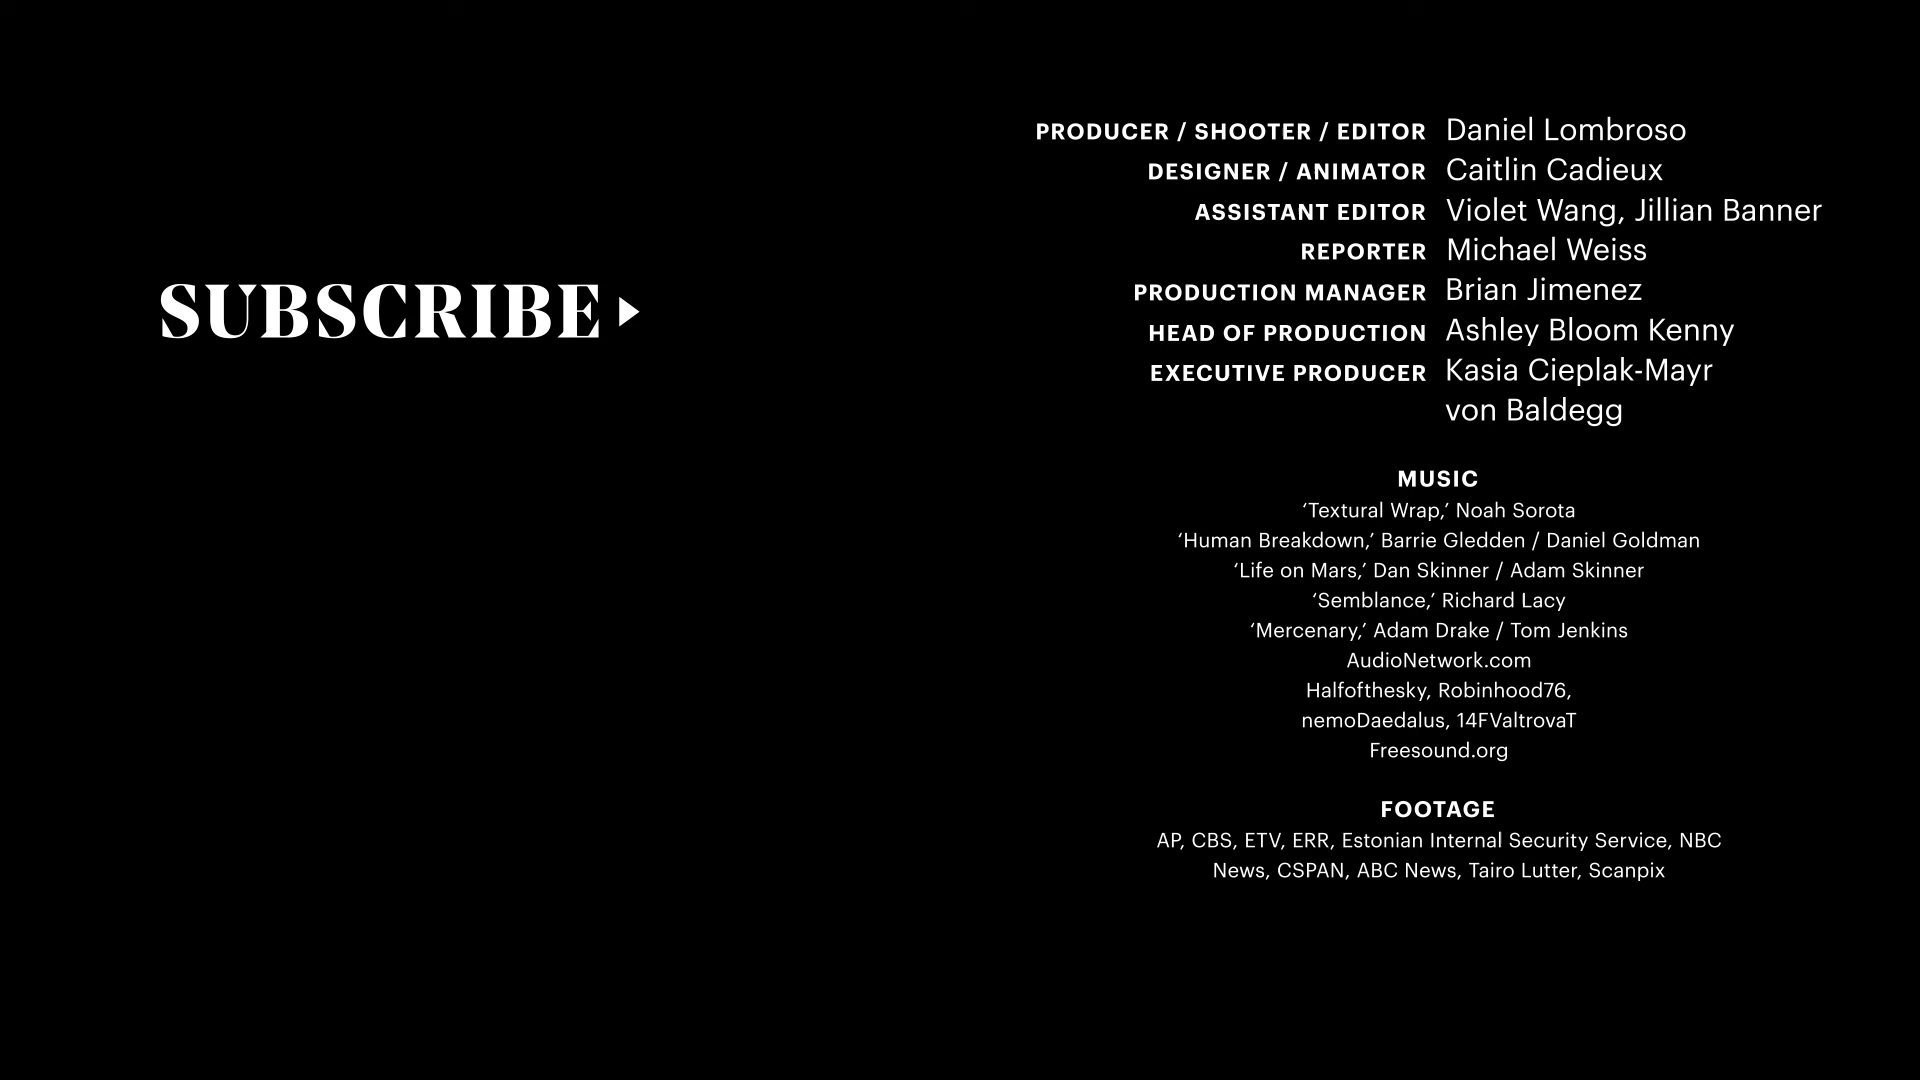 SUBSCRIBE
PRODUCER / SHOOTER / EDITOR Daniel Lombroso
DESIGNER / ANIMATOR Caitlin Cadieux
ASSISTANT EDITOR Violet Wang, Jillian Banner
REPORTER Michael Weiss
PRODUCTION MANAGER Brian Jimenez
HEAD OF PRODUCTION Ashley Bloom Kenny
EXECUTIVE PRODUCER Kasia Cieplak-Mayr
von Baldegg
MUSIC
‘Textural Wrap,’ Noah Sorota
‘Human Breakdown,’ Barrie Gledden / Daniel Goldman
‘Life on Mars,’ Dan Skinner / Adam Skinner
‘Semblance,’ Richard Lacy
‘Mercenary,’ Adam Drake / Tom Jenkins
AudioNetwork.com
Halfofthesky, Robinhood76,
nemoDaedalus, 14FValtrovaT
Freesound.org
FOOTAGE
AP, CBS, ETV, ERR, Estonian Internal Security Service, NBC
News, CSPAN, ABC News, Tairo Lutter, Scanpix